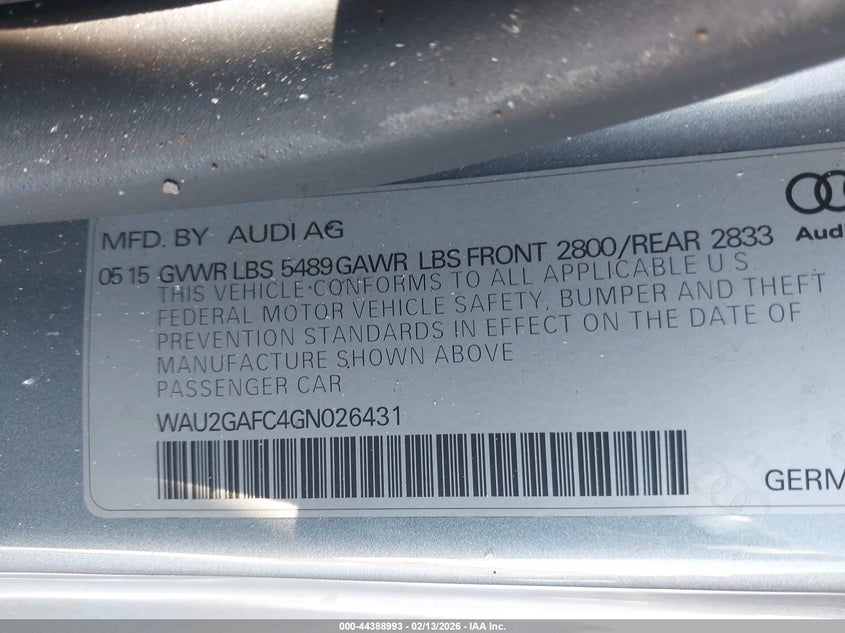 MFD. BY AUDI AG
05 15 GVWR LBS 5489 GAWR LBS FRONT 2800/REAR 2833
Audi
THIS VEHICLE CONFORMS TO ALL APPLICABLE U.S.
FEDERAL MOTOR VEHICLE SAFETY, BUMPER AND THEFT
PREVENTION STANDARDS IN EFFECT ON THE DATE OF
MANUFACTURE SHOWN ABOVE
PASSENGER CAR
WAU2GAFC4GN026431
GERM
000-44388993 - 02/13/2026 - IAA Inc.